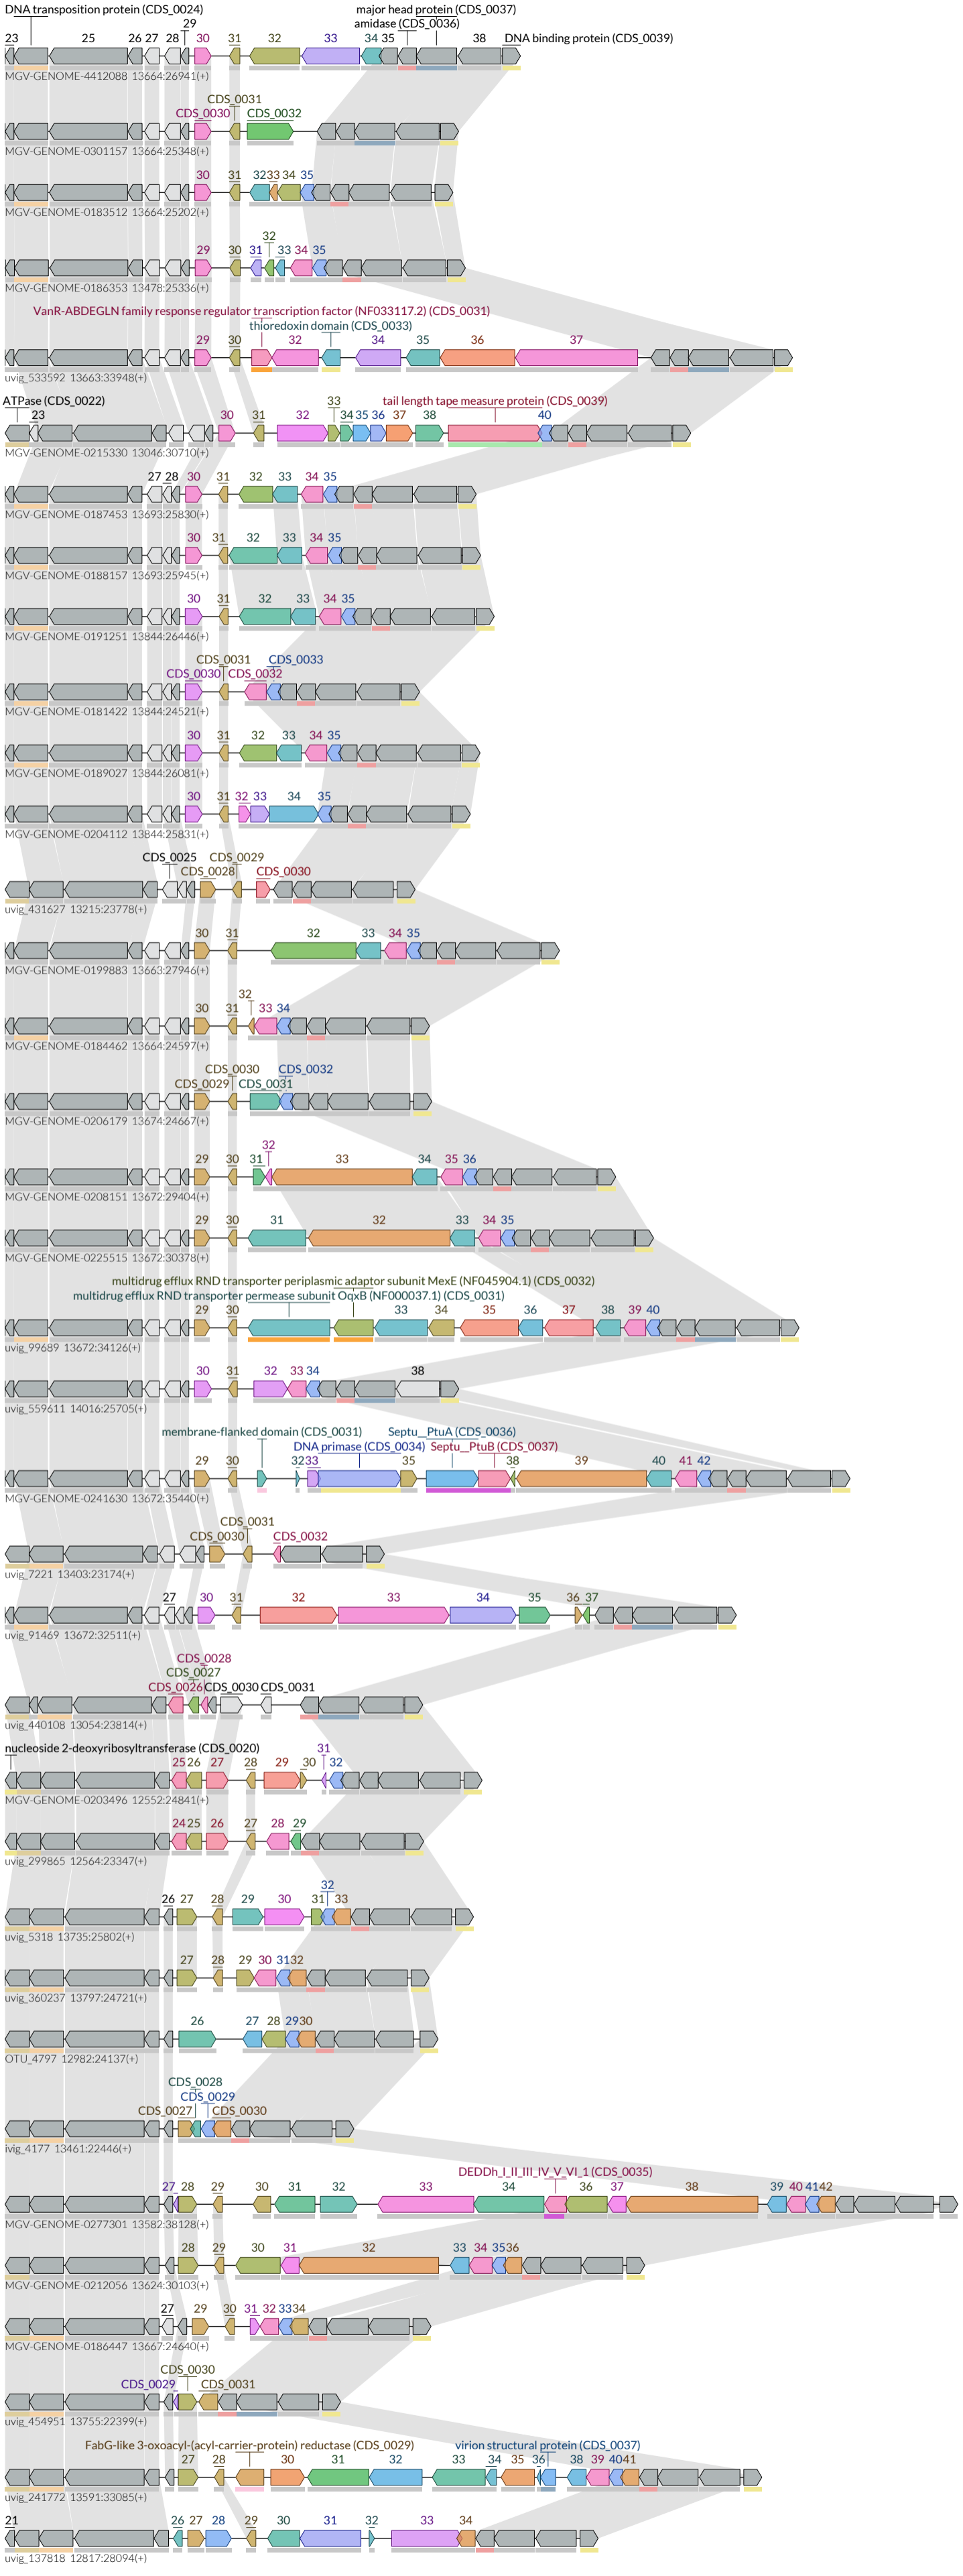 DNA transposition protein (CDS_0024) major head protein (CDS_0037)
29 amidase (CDS_0036)
23 25 26 27 28 30 31 32 33 34 35 38 DNA binding protein (CDS_0039)
MGV-GENOME-4412088 13664:26941(+)
CDS_0031
CDS_0030 CDS_0032
MGV-GENOME-0301157 13664:25348(+)
30 31 32 33 34 35
MGV-GENOME-0183512 13664:25202(+)
32
29 30 31 33 34 35
MGV-GENOME-0186353 13478:25336(+)
VanR-ABDEGLN family response regulator transcription factor (NF033117.2) (CDS_0031)
thioredoxin domain (CDS_0033)
29 30 32 34 35 36 37
uvig_533592 13663:33948(+)
ATPase (CDS_0022) 33 tail length tape measure protein (CDS_0039)
23 30 31 32 34 35 36 37 38 40
MGV-GENOME-0215330 13046:30710(+)
27 28 30 31 32 33 34 35
MGV-GENOME-0187453 13693:25830(+)
30 31 32 33 34 35
MGV-GENOME-0188157 13693:25945(+)
30 31 32 33 34 35
MGV-GENOME-0191251 13844:26446(+)
CDS_0031 CDS_0033
CDS_0030 CDS_0032
MGV-GENOME-0181422 13844:24521(+)
30 31 32 33 34 35
MGV-GENOME-0189027 13844:26081(+)
30 31 32 33 34 35
MGV-GENOME-0204112 13844:25831(+)
CDS_0025 CDS_0029
CDS_0028 CDS_0030
uvig_431627 13215:23778(+)
30 31 32 33 34 35
MGV-GENOME-0199883 13663:27946(+)
32
30 31 33 34
MGV-GENOME-0184462 13664:24597(+)
CDS_0030 CDS_0032
CDS_0029 CDS_0031
MGV-GENOME-0206179 13674:24667(+)
32
29 30 31 33 34 35 36
MGV-GENOME-0208151 13672:29404(+)
29 30 31 32 33 34 35
MGV-GENOME-0225515 13672:30378(+)
multidrug efflux RND transporter periplasmic adaptor subunit MexE (NF045904.1) (CDS_0032)
multidrug efflux RND transporter permease subunit OqxB (NF000037.1) (CDS_0031)
29 30 33 34 35 36 37 38 39 40
uvig_99689 13672:34126(+)
30 31 32 33 34 38
uvig_559611 14016:25705(+)
membrane-flanked domain (CDS_0031) Septu__PtuA (CDS_0036)
DNA primase (CDS_0034) Septu__PtuB (CDS_0037)
29 30 32 33 35 38 39 40 41 42
MGV-GENOME-0241630 13672:35440(+)
CDS_0031
CDS_0030 CDS_0032
uvig_7221 13403:23174(+)
27 30 31 32 33 34 35 36 37
uvig_91469 13672:32511(+)
CDS_0028
CDS_0027
CDS_0026 CDS_0030 CDS_0031
uvig_440108 13054:23814(+)
nucleoside 2-deoxyribosyltransferase (CDS_0020) 31
25 26 27 28 29 30 32
MGV-GENOME-0203496 12552:24841(+)
24 25 26 27 28 29
uvig_299865 12564:23347(+)
32
26 27 28 29 30 31 33
uvig_5318 13735:25802(+)
27 28 29 30 31 32
uvig_360237 13797:24721(+)
26 27 28 29 30
OTU_4797 12982:24137(+)
CDS_0028
CDS_0029
CDS_0027 CDS_0030
ivig_4177 13461:22446(+)
DEDDh_I_II_III_IV_V_VI_1 (CDS_0035)
27 28 29 30 31 32 33 34 36 37 38 39 40 41 42
MGV-GENOME-0277301 13582:38128(+)
28 29 30 31 32 33 34 35 36
MGV-GENOME-0212056 13624:30103(+)
27 29 30 31 32 33 34
MGV-GENOME-0186447 13667:24640(+)
CDS_0030
CDS_0029 CDS_0031
uvig_454951 13755:22399(+)
FabG-like 3-oxoacyl-(acyl-carrier-protein) reductase (CDS_0029) virion structural protein (CDS_0037)
27 28 30 31 32 33 34 35 36 38 39 40 41
uvig_241772 13591:33085(+)
21 26 27 28 29 30 31 32 33 34
uvig_137818 12817:28094(+)